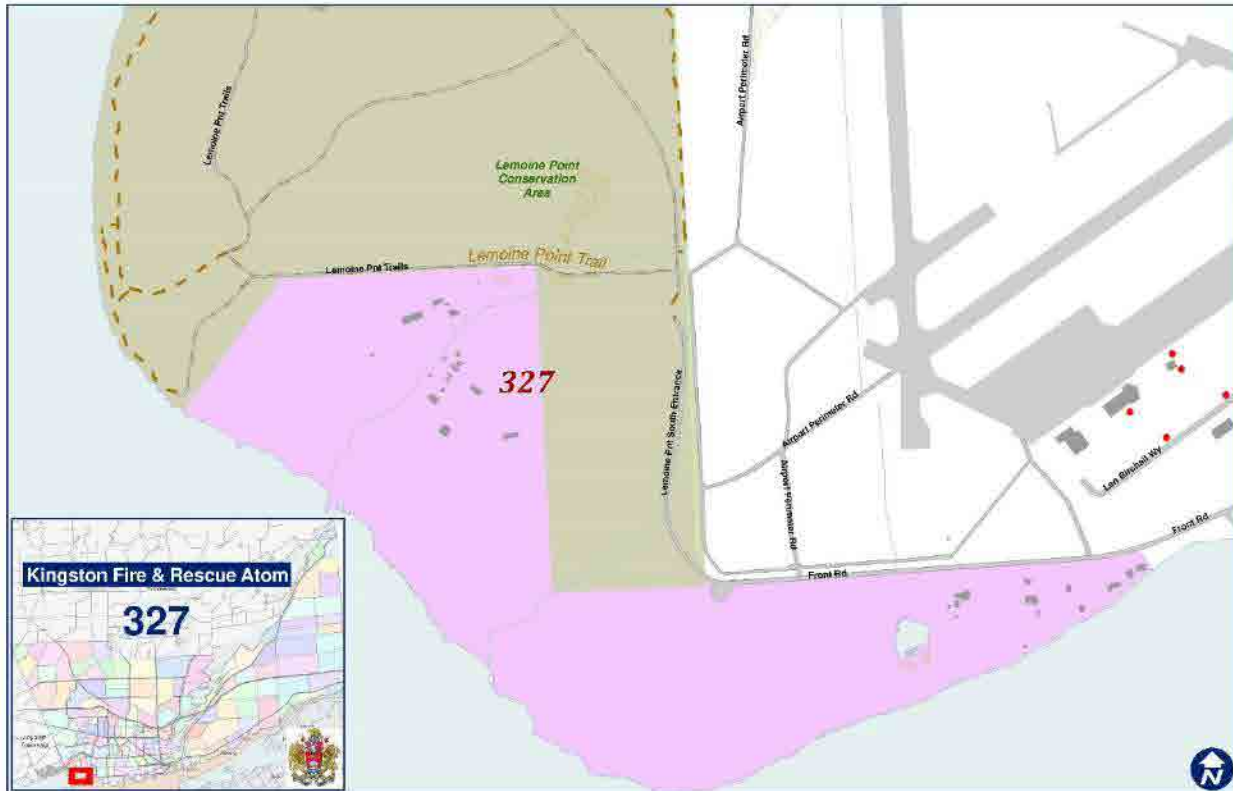 Airport Perimeter Rd
Lemoine Pnt Trails
Lemoine Point
Conservation
Area
Lemoine Point Trail
Lemoine Pnt Trails
327
Lemoine Pnt South Entrance
Airport Perimeter Rd
Airport Perimeter Rd
Len Birchall Wy
Front Rd
Front Rd
Kingston Fire & Rescue Atom
327
N